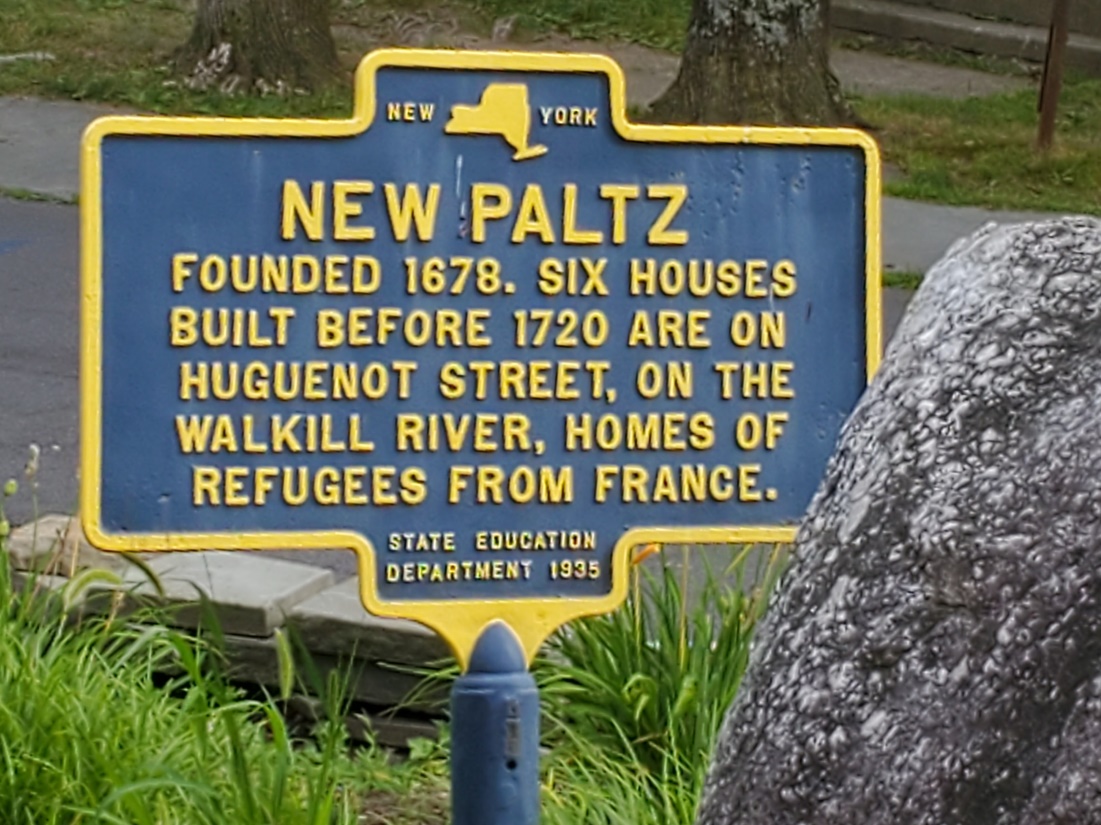 NEW YORK
NEW PALTZ
FOUNDED 1678. SIX HOUSES
BUILT BEFORE 1720 ARE ON
HUGUENOT STREET, ON THE
WALKILL RIVER, HOMES OF
REFUGEES FROM FRANCE.
STATE EDUCATION
DEPARTMENT 1935